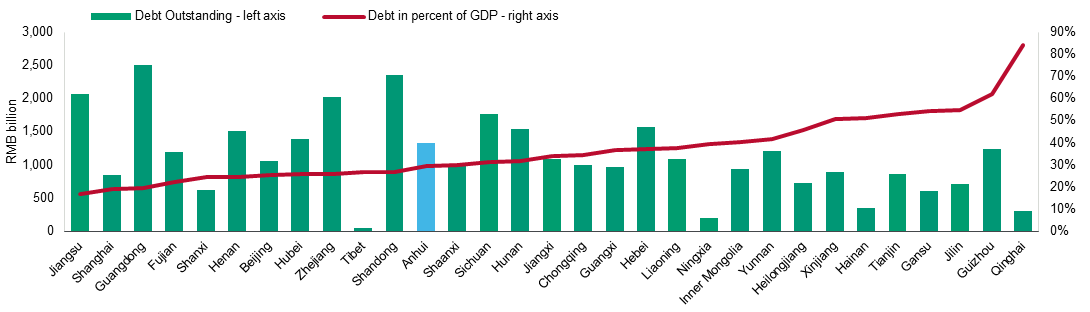 Debt Outstanding - left axis
Debt in percent of GDP - right axis
RMB billion
3,000
2,500
2,000
1,500
1,000
500
0
90%
80%
70%
60%
50%
40%
30%
20%
10%
0%
Jiangsu
Shanghai
Guangdong
Fujian
Shanxi
Henan
Beijing
Hubei
Zhejiang
Tibet
Shandong
Anhui
Shaanxi
Sichuan
Hunan
Jiangxi
Chongqing
Guangxi
Hebei
Liaoning
Ningxia
Inner Mongolia
Yunnan
Heilongjiang
Xinjiang
Hainan
Tianjin
Gansu
Jilin
Guizhou
Qinghai